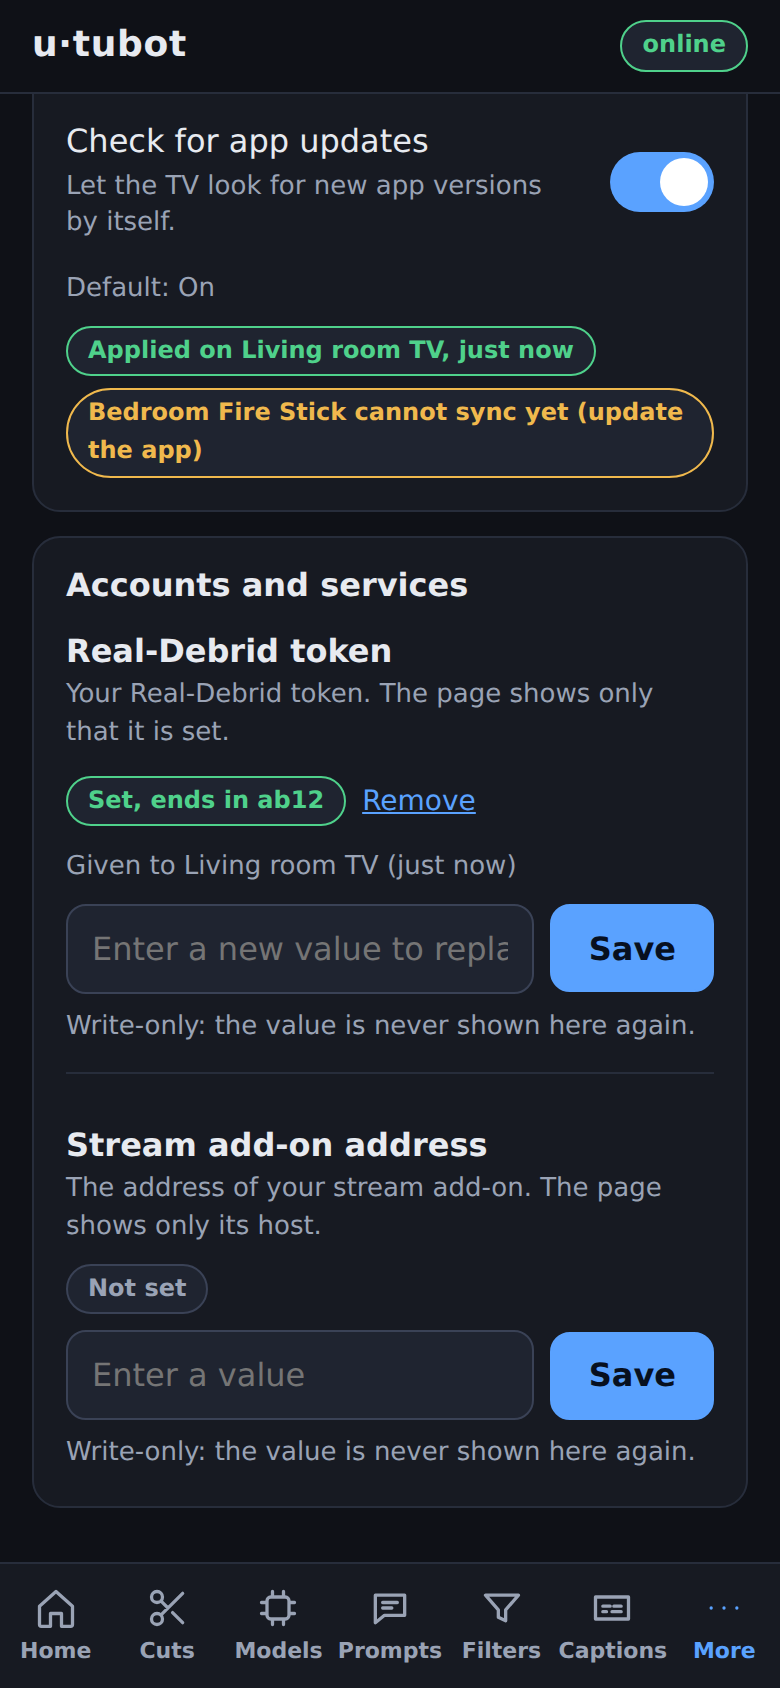 u·tubot
online
Check for app updates
Let the TV look for new app versions
by itself.
Default: On
Applied on Living room TV, just now
Bedroom Fire Stick cannot sync yet (update
the app)
Accounts and services
Real-Debrid token
Your Real-Debrid token. The page shows only
that it is set.
Set, ends in ab12 Remove
Given to Living room TV (just now)
Enter a new value to repla Save
Write-only: the value is never shown here again.
Stream add-on address
The address of your stream add-on. The page
shows only its host.
Not set
Enter a value Save
Write-only: the value is never shown here again.
Home Cuts Models Prompts Filters Captions More